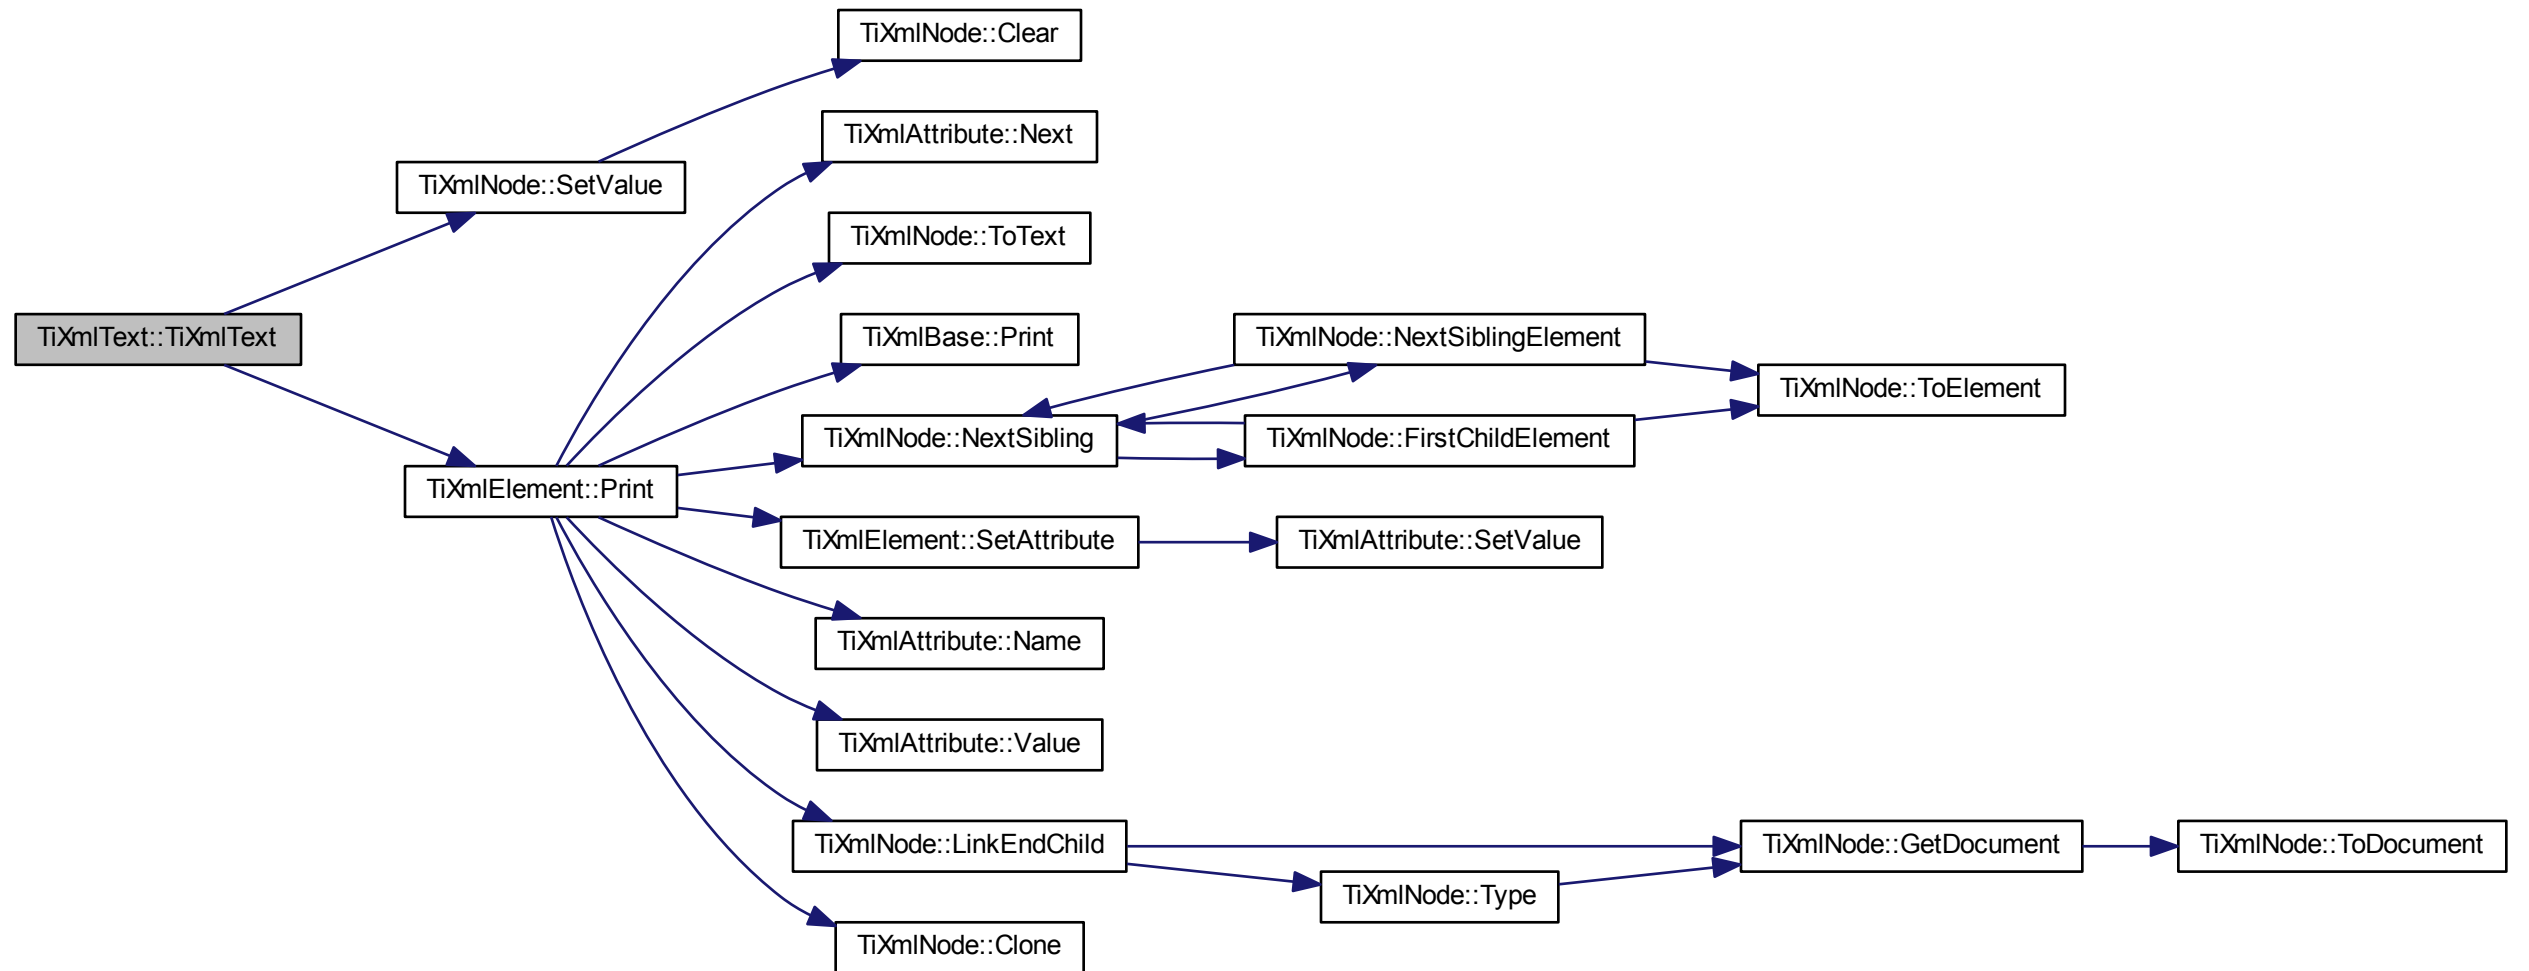 TiXmlNode::Clear
TiXmlAttribute::Next
TiXmlNode::SetValue
TiXmlNode::ToText
TiXmlText::TiXmlText
TiXmlBase::Print
TiXmlNode::NextSiblingElement
TiXmlNode::ToElement
TiXmlNode::NextSibling
TiXmlNode::FirstChildElement
TiXmlElement::Print
TiXmlElement::SetAttribute
TiXmlAttribute::SetValue
TiXmlAttribute::Name
TiXmlAttribute::Value
TiXmlNode::LinkEndChild
TiXmlNode::GetDocument
TiXmlNode::ToDocument
TiXmlNode::Type
TiXmlNode::Clone